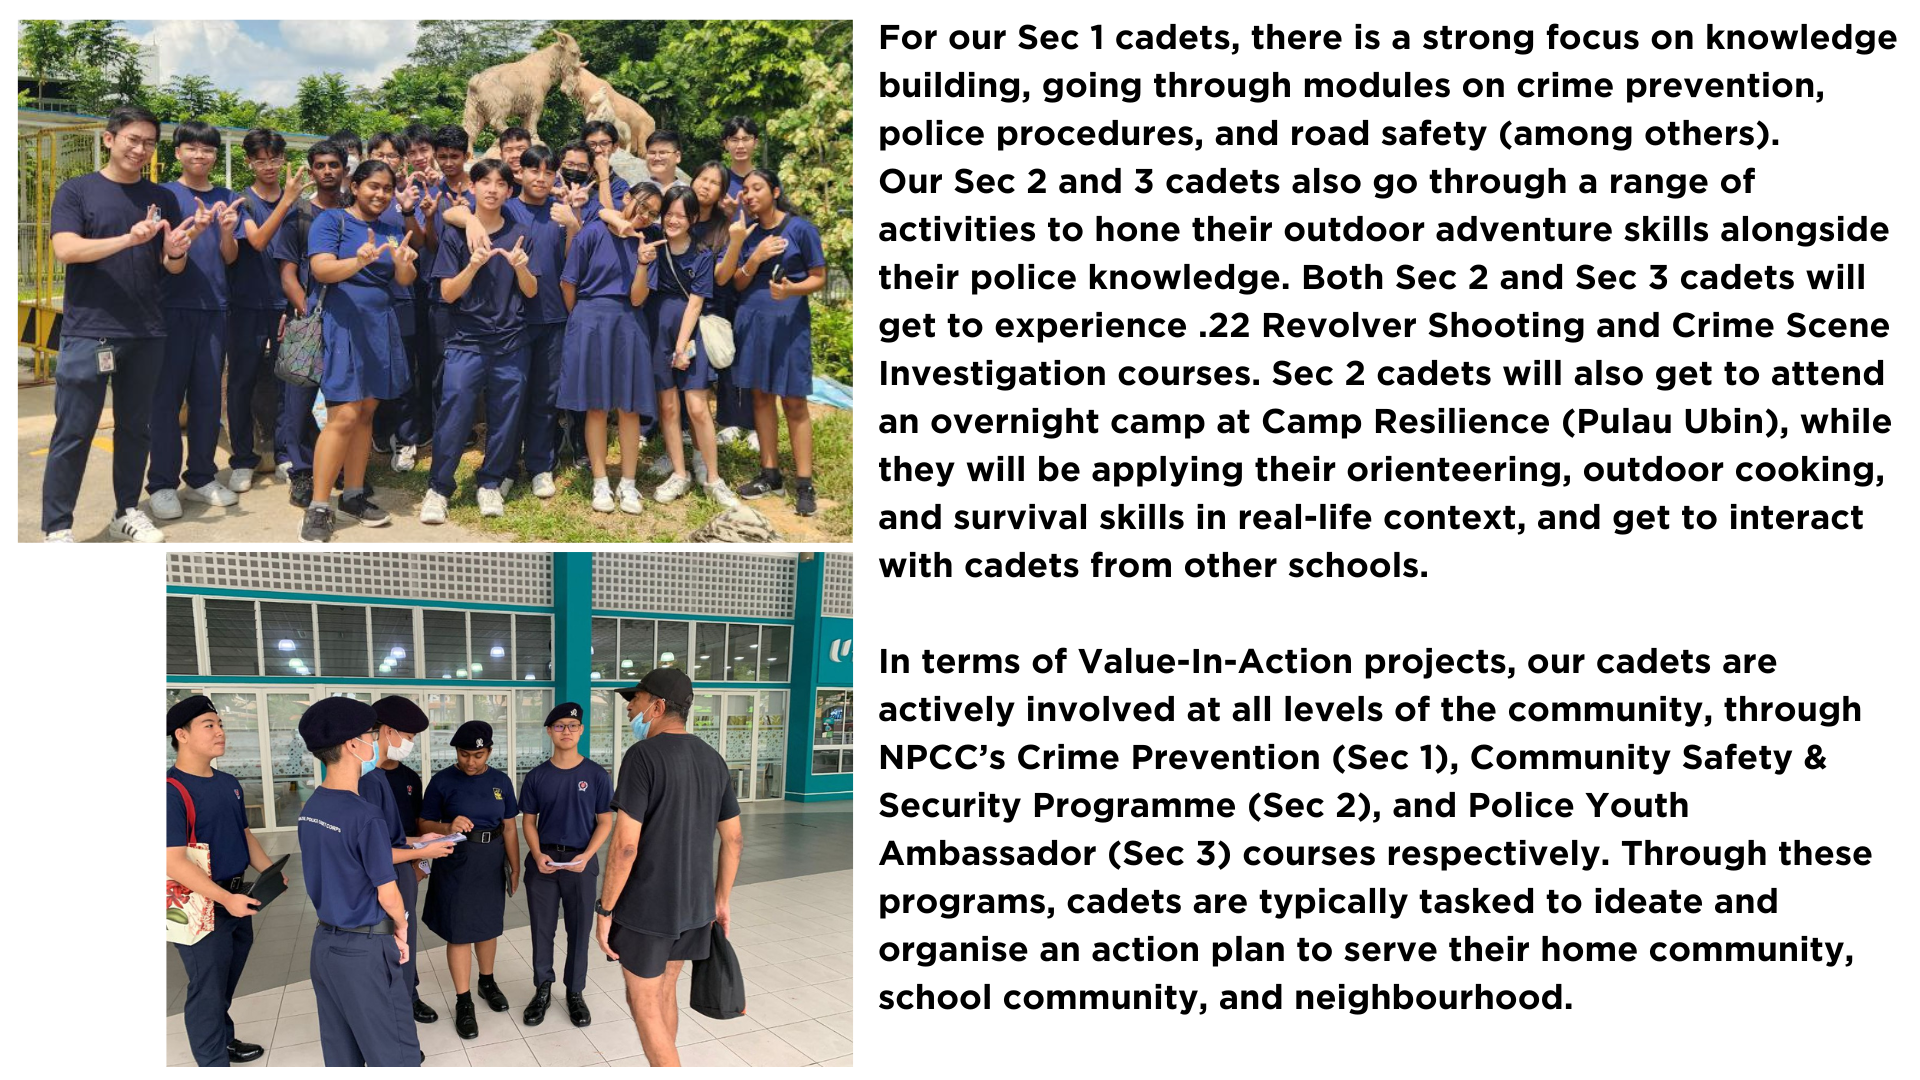 For our Sec 1 cadets, there is a strong focus on knowledge
building, going through modules on crime prevention,
police procedures, and road safety (among others).
Our Sec 2 and 3 cadets also go through a range of
activities to hone their outdoor adventure skills alongside
their police knowledge. Both Sec 2 and Sec 3 cadets will
get to experience .22 Revolver Shooting and Crime Scene
Investigation courses. Sec 2 cadets will also get to attend
an overnight camp at Camp Resilience (Pulau Ubin), while
they will be applying their orienteering, outdoor cooking,
and survival skills in real-life context, and get to interact
with cadets from other schools.
In terms of Value-In-Action projects, our cadets are
actively involved at all levels of the community, through
NPCC’s Crime Prevention (Sec 1), Community Safety &
Security Programme (Sec 2), and Police Youth
Ambassador (Sec 3) courses respectively. Through these
programs, cadets are typically tasked to ideate and
organise an action plan to serve their home community,
school community, and neighbourhood.